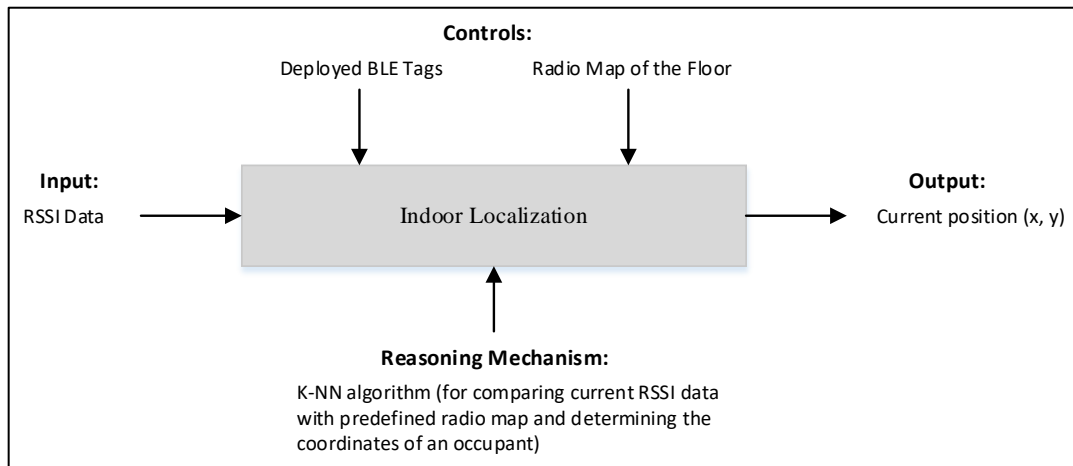 Controls:
Deployed BLE Tags
Radio Map of the Floor
Input:
RSSI Data
Indoor Localization
Output:
Current position (x, y)
Reasoning Mechanism:
K-NN algorithm (for comparing current RSSI data
with predefined radio map and determining the
coordinates of an occupant)